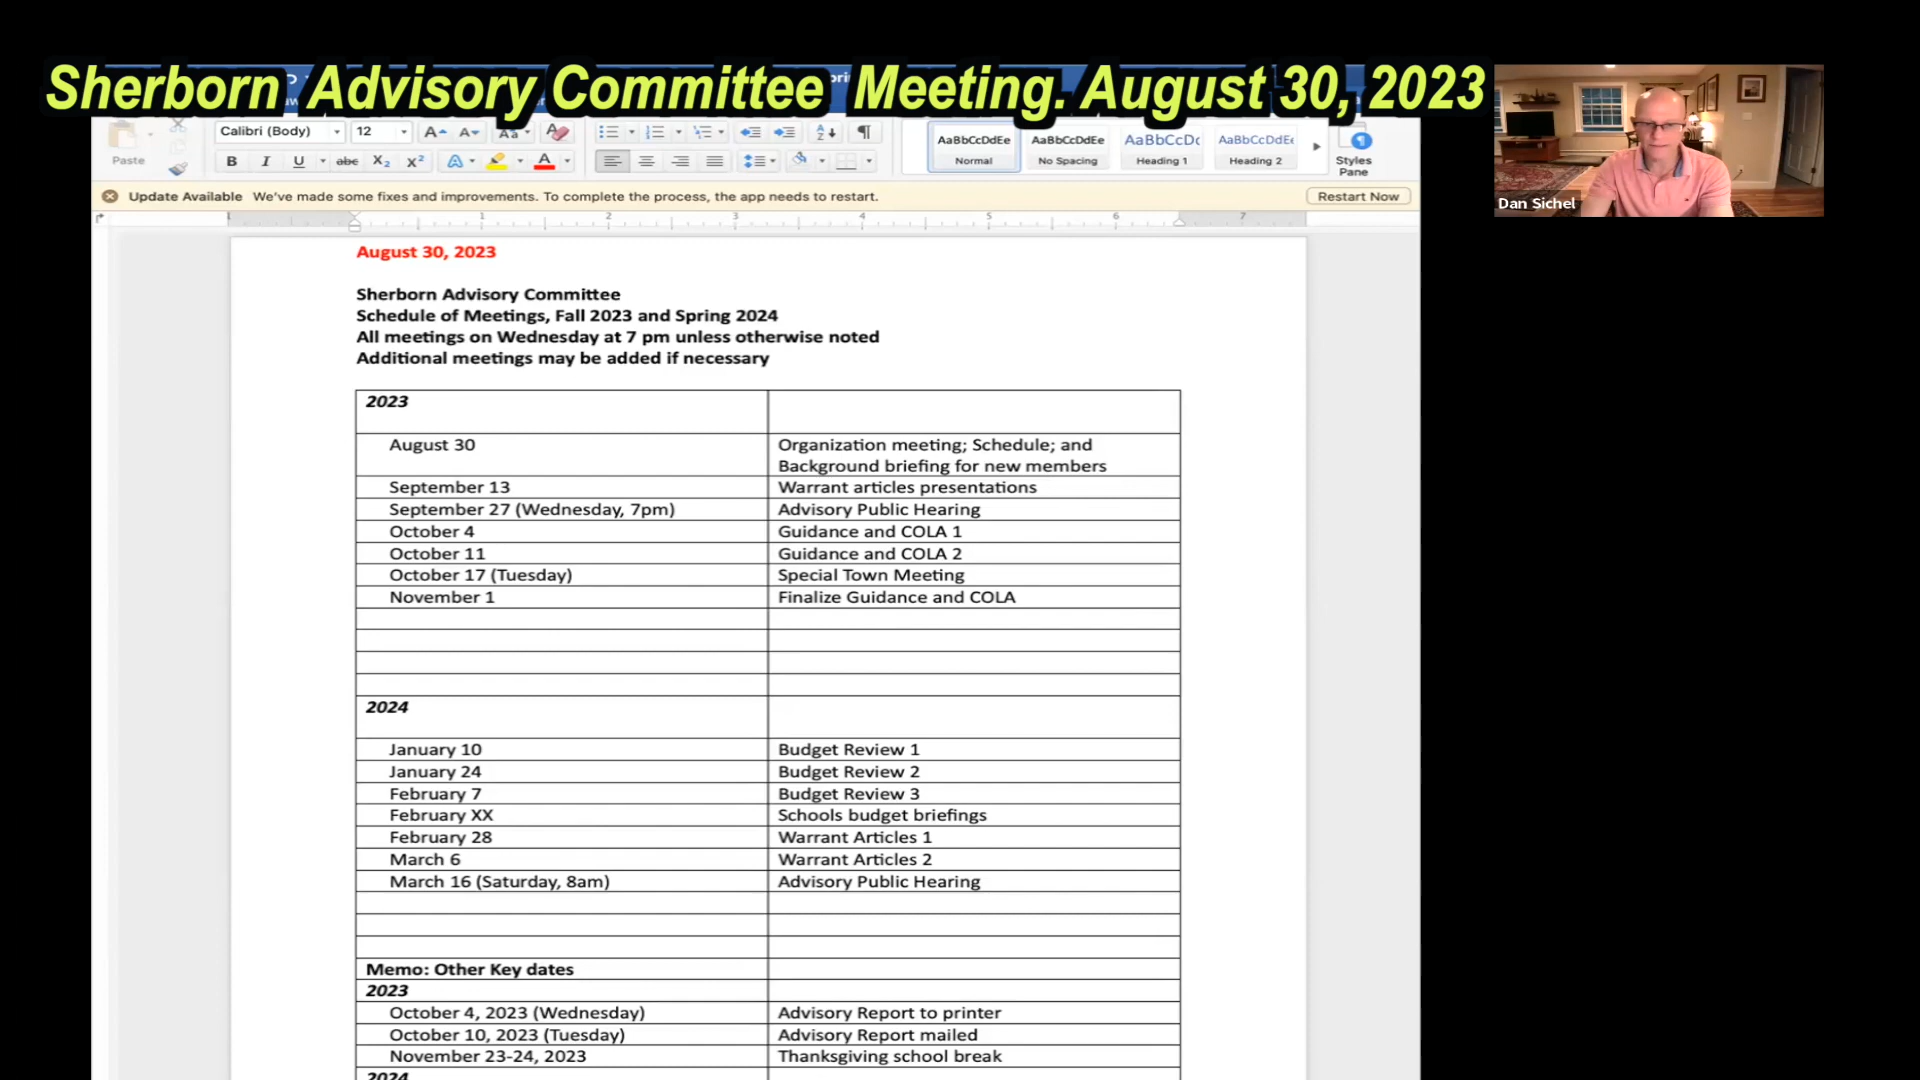 Sherborn Advisory Committee Meeting. August 30, 2023
Dan Sichel
Paste
Calibri (Body) 12
AaBbCcDdEe AaBbCcDdEe AaBbCcDc AaBbCcDdEe
Normal No Spacing Heading 1 Heading 2
Styles Pane
Update Available We've made some fixes and improvements. To complete the process, the app needs to restart. Restart Now
1 1 2 3 4 5 6 7
August 30, 2023
Sherborn Advisory Committee
Schedule of Meetings, Fall 2023 and Spring 2024
All meetings on Wednesday at 7 pm unless otherwise noted
Additional meetings may be added if necessary
2023
August 30 Organization meeting; Schedule; and
Background briefing for new members
September 13 Warrant articles presentations
September 27 (Wednesday, 7pm) Advisory Public Hearing
October 4 Guidance and COLA 1
October 11 Guidance and COLA 2
October 17 (Tuesday) Special Town Meeting
November 1 Finalize Guidance and COLA
2024
January 10 Budget Review 1
January 24 Budget Review 2
February 7 Budget Review 3
February XX Schools budget briefings
February 28 Warrant Articles 1
March 6 Warrant Articles 2
March 16 (Saturday, 8am) Advisory Public Hearing
Memo: Other Key dates
2023
October 4, 2023 (Wednesday) Advisory Report to printer
October 10, 2023 (Tuesday) Advisory Report mailed
November 23-24, 2023 Thanksgiving school break
2024